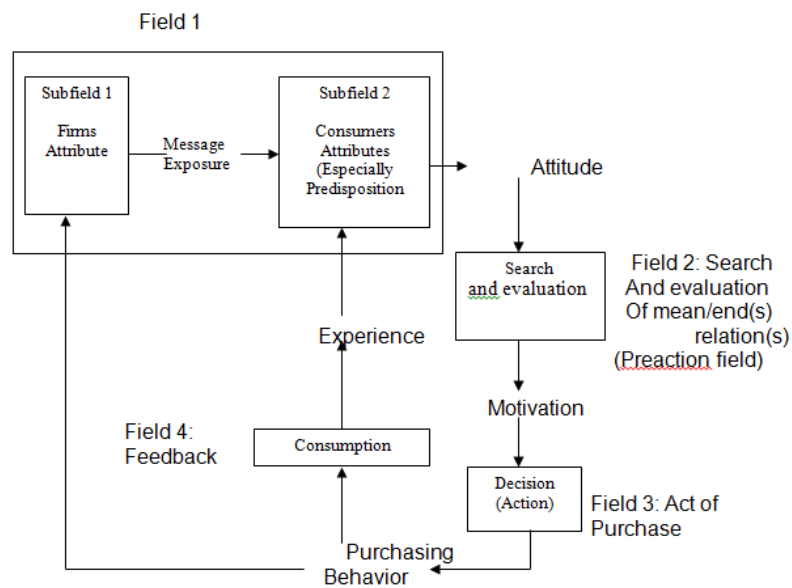 Field 1
Subfield 1
Firms
Attribute
Message
Exposure
Subfield 2
Consumers
Attributes
(Especially
Predisposition
Attitude
Search
and evaluation
Field 2: Search
And evaluation
Of mean/end(s)
relation(s)
(Preaction field)
Experience
Motivation
Field 4:
Feedback
Consumption
Decision
(Action)
Field 3: Act of
Purchase
Purchasing
Behavior